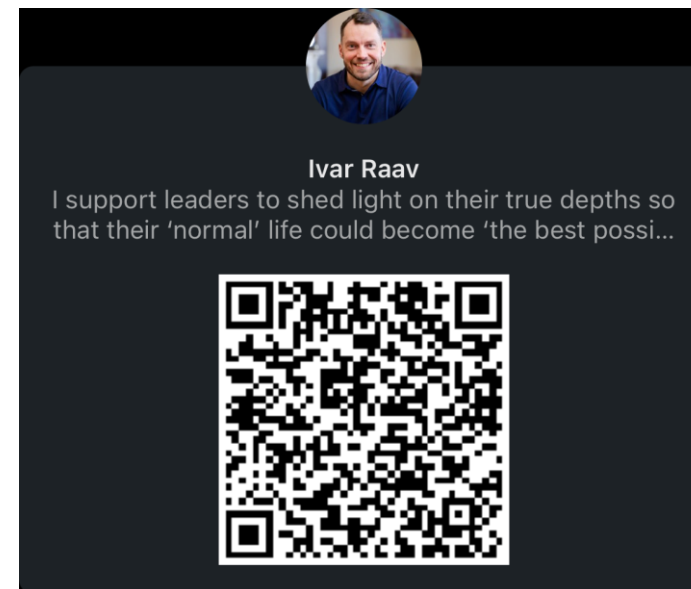 Ivar Raav
I support leaders to shed light on their true depths so
that their ‘normal’ life could become ‘the best possi...